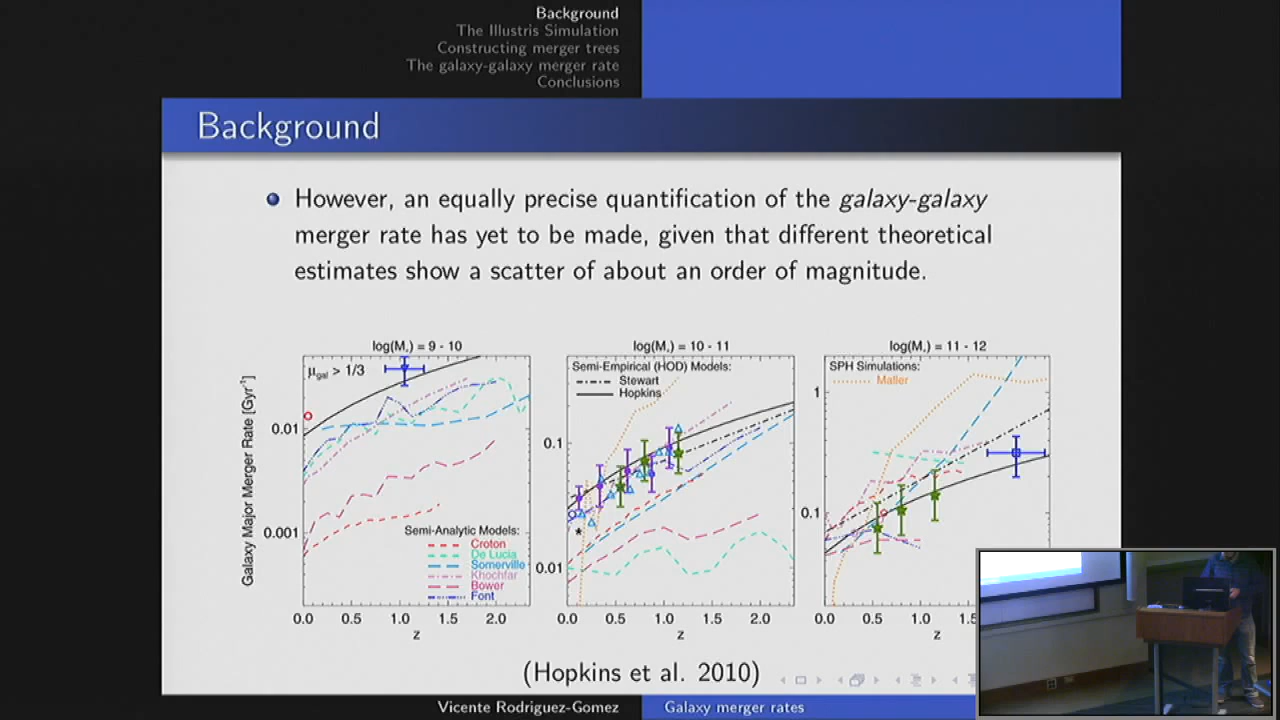 Background
The Illustris Simulation
Constructing merger trees
The galaxy-galaxy merger rate
Conclusions
Background
However, an equally precise quantification of the galaxy-galaxy
merger rate has yet to be made, given that different theoretical
estimates show a scatter of about an order of magnitude.
log(M*) = 9 - 10
log(M*) = 10 - 11
log(M*) = 11 - 12
Galaxy Major Merger Rate [Gyr⁻¹]
μgal > 1/3
0.01
0.001
Semi-Analytic Models:
Croton
De Lucia
Somerville
Khochfar
Bower
Font
0.0 0.5 1.0 1.5 2.0
z
Semi-Empirical (HOD) Models:
Stewart
Hopkins
0.1
0.01
0.0 0.5 1.0 1.5 2.0
z
SPH Simulations:
Maller
1
0.1
0.0 0.5 1.0 1.5
z
(Hopkins et al. 2010)
Vicente Rodriguez-Gomez
Galaxy merger rates